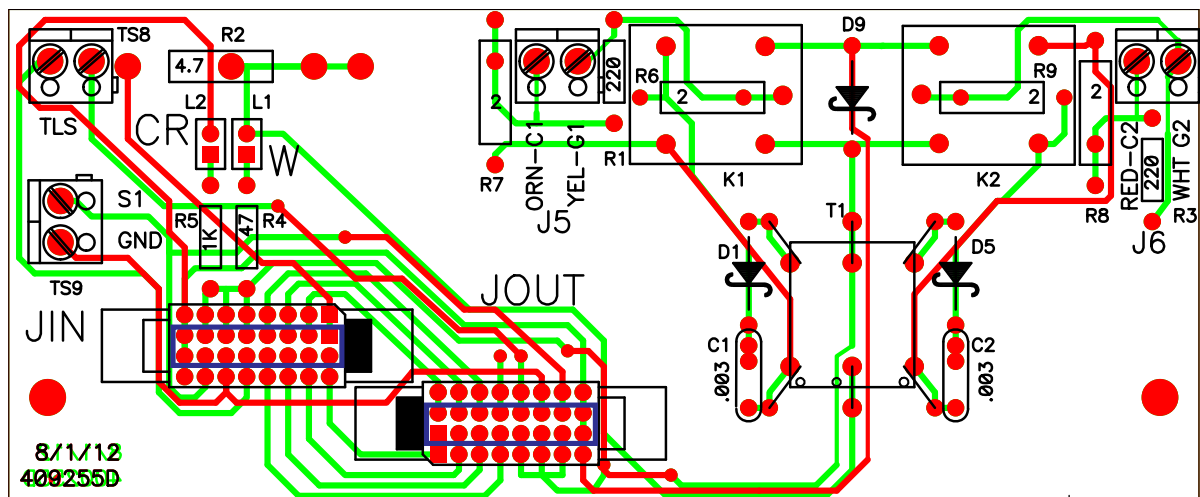 TS8
R2
4.7
TLS
L2
L1
CR
W
S1
GND
TS9
R5
1K
47
R4
JIN
JOUT
8/1/12
409255D
2
R7
ORN-C1
YEL-G1
J5
220
R6
2
R1
K1
D9
R9
2
K2
2
R8
RED-C2
WHT G2
220
R3
J6
T1
D1
D5
C1
.003
C2
.003